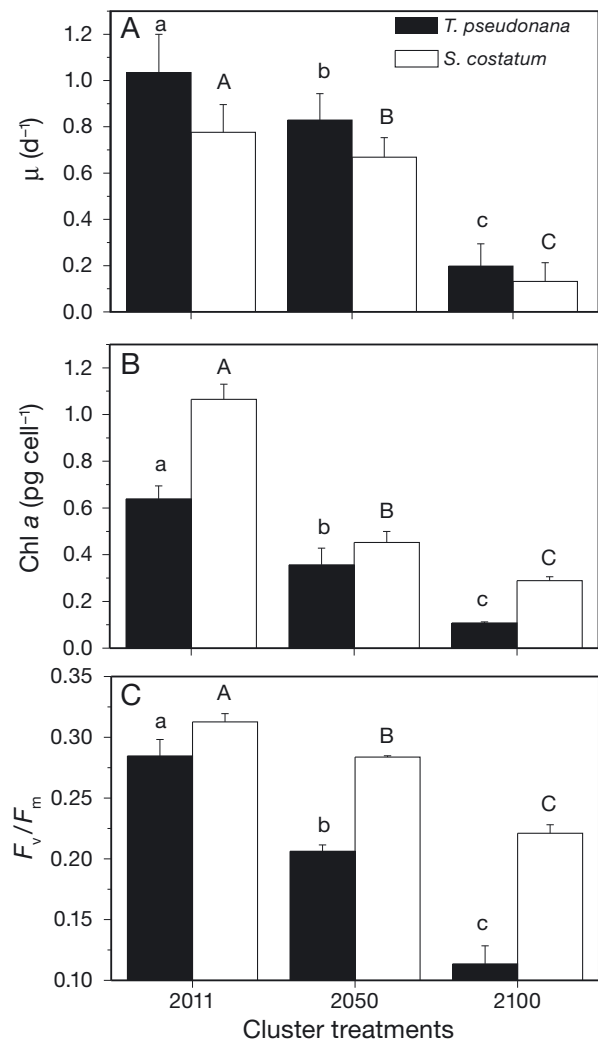 A
T. pseudonana
S. costatum
a
A
b
B
c
C
1.2
1.0
0.8
0.6
0.4
0.2
0.0
μ (d⁻¹)
B
a
A
b
B
c
C
1.2
1.0
0.8
0.6
0.4
0.2
0.0
Chl a (pg cell⁻¹)
C
a
A
b
B
c
C
0.35
0.30
0.25
0.20
0.15
0.10
Fv/Fm
2011 2050 2100
Cluster treatments